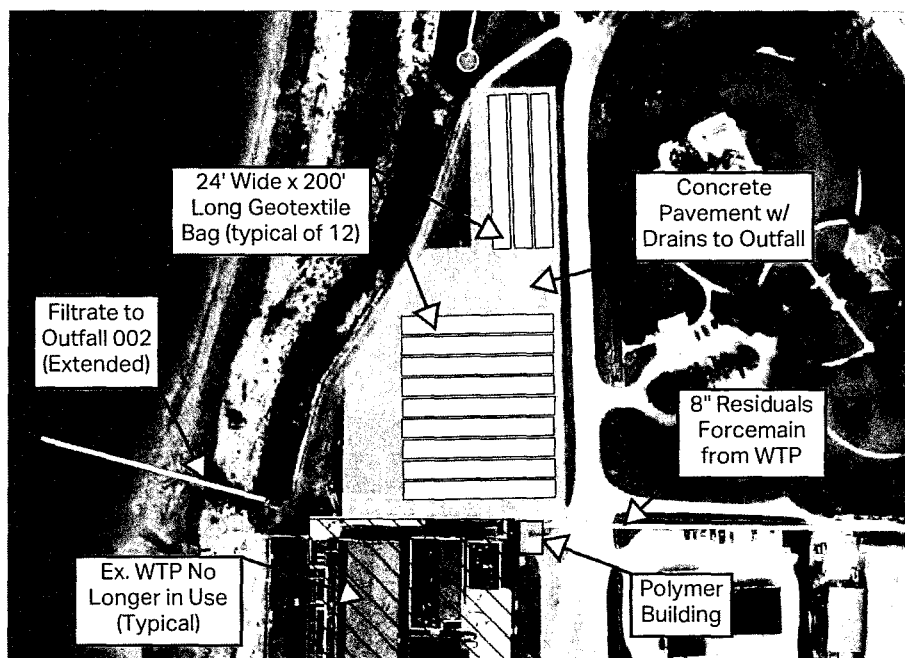 24' Wide x 200'
Long Geotextile
Bag (typical of 12)
Concrete
Pavement w/
Drains to Outfall
Filtrate to
Outfall 002
(Extended)
8" Residuals
Forcemain
from WTP
Ex. WTP No
Longer in Use
(Typical)
Polymer
Building